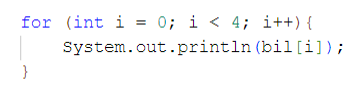 for (int i = 0; i < 4; i++){
    System.out.println(bil[i]);
}